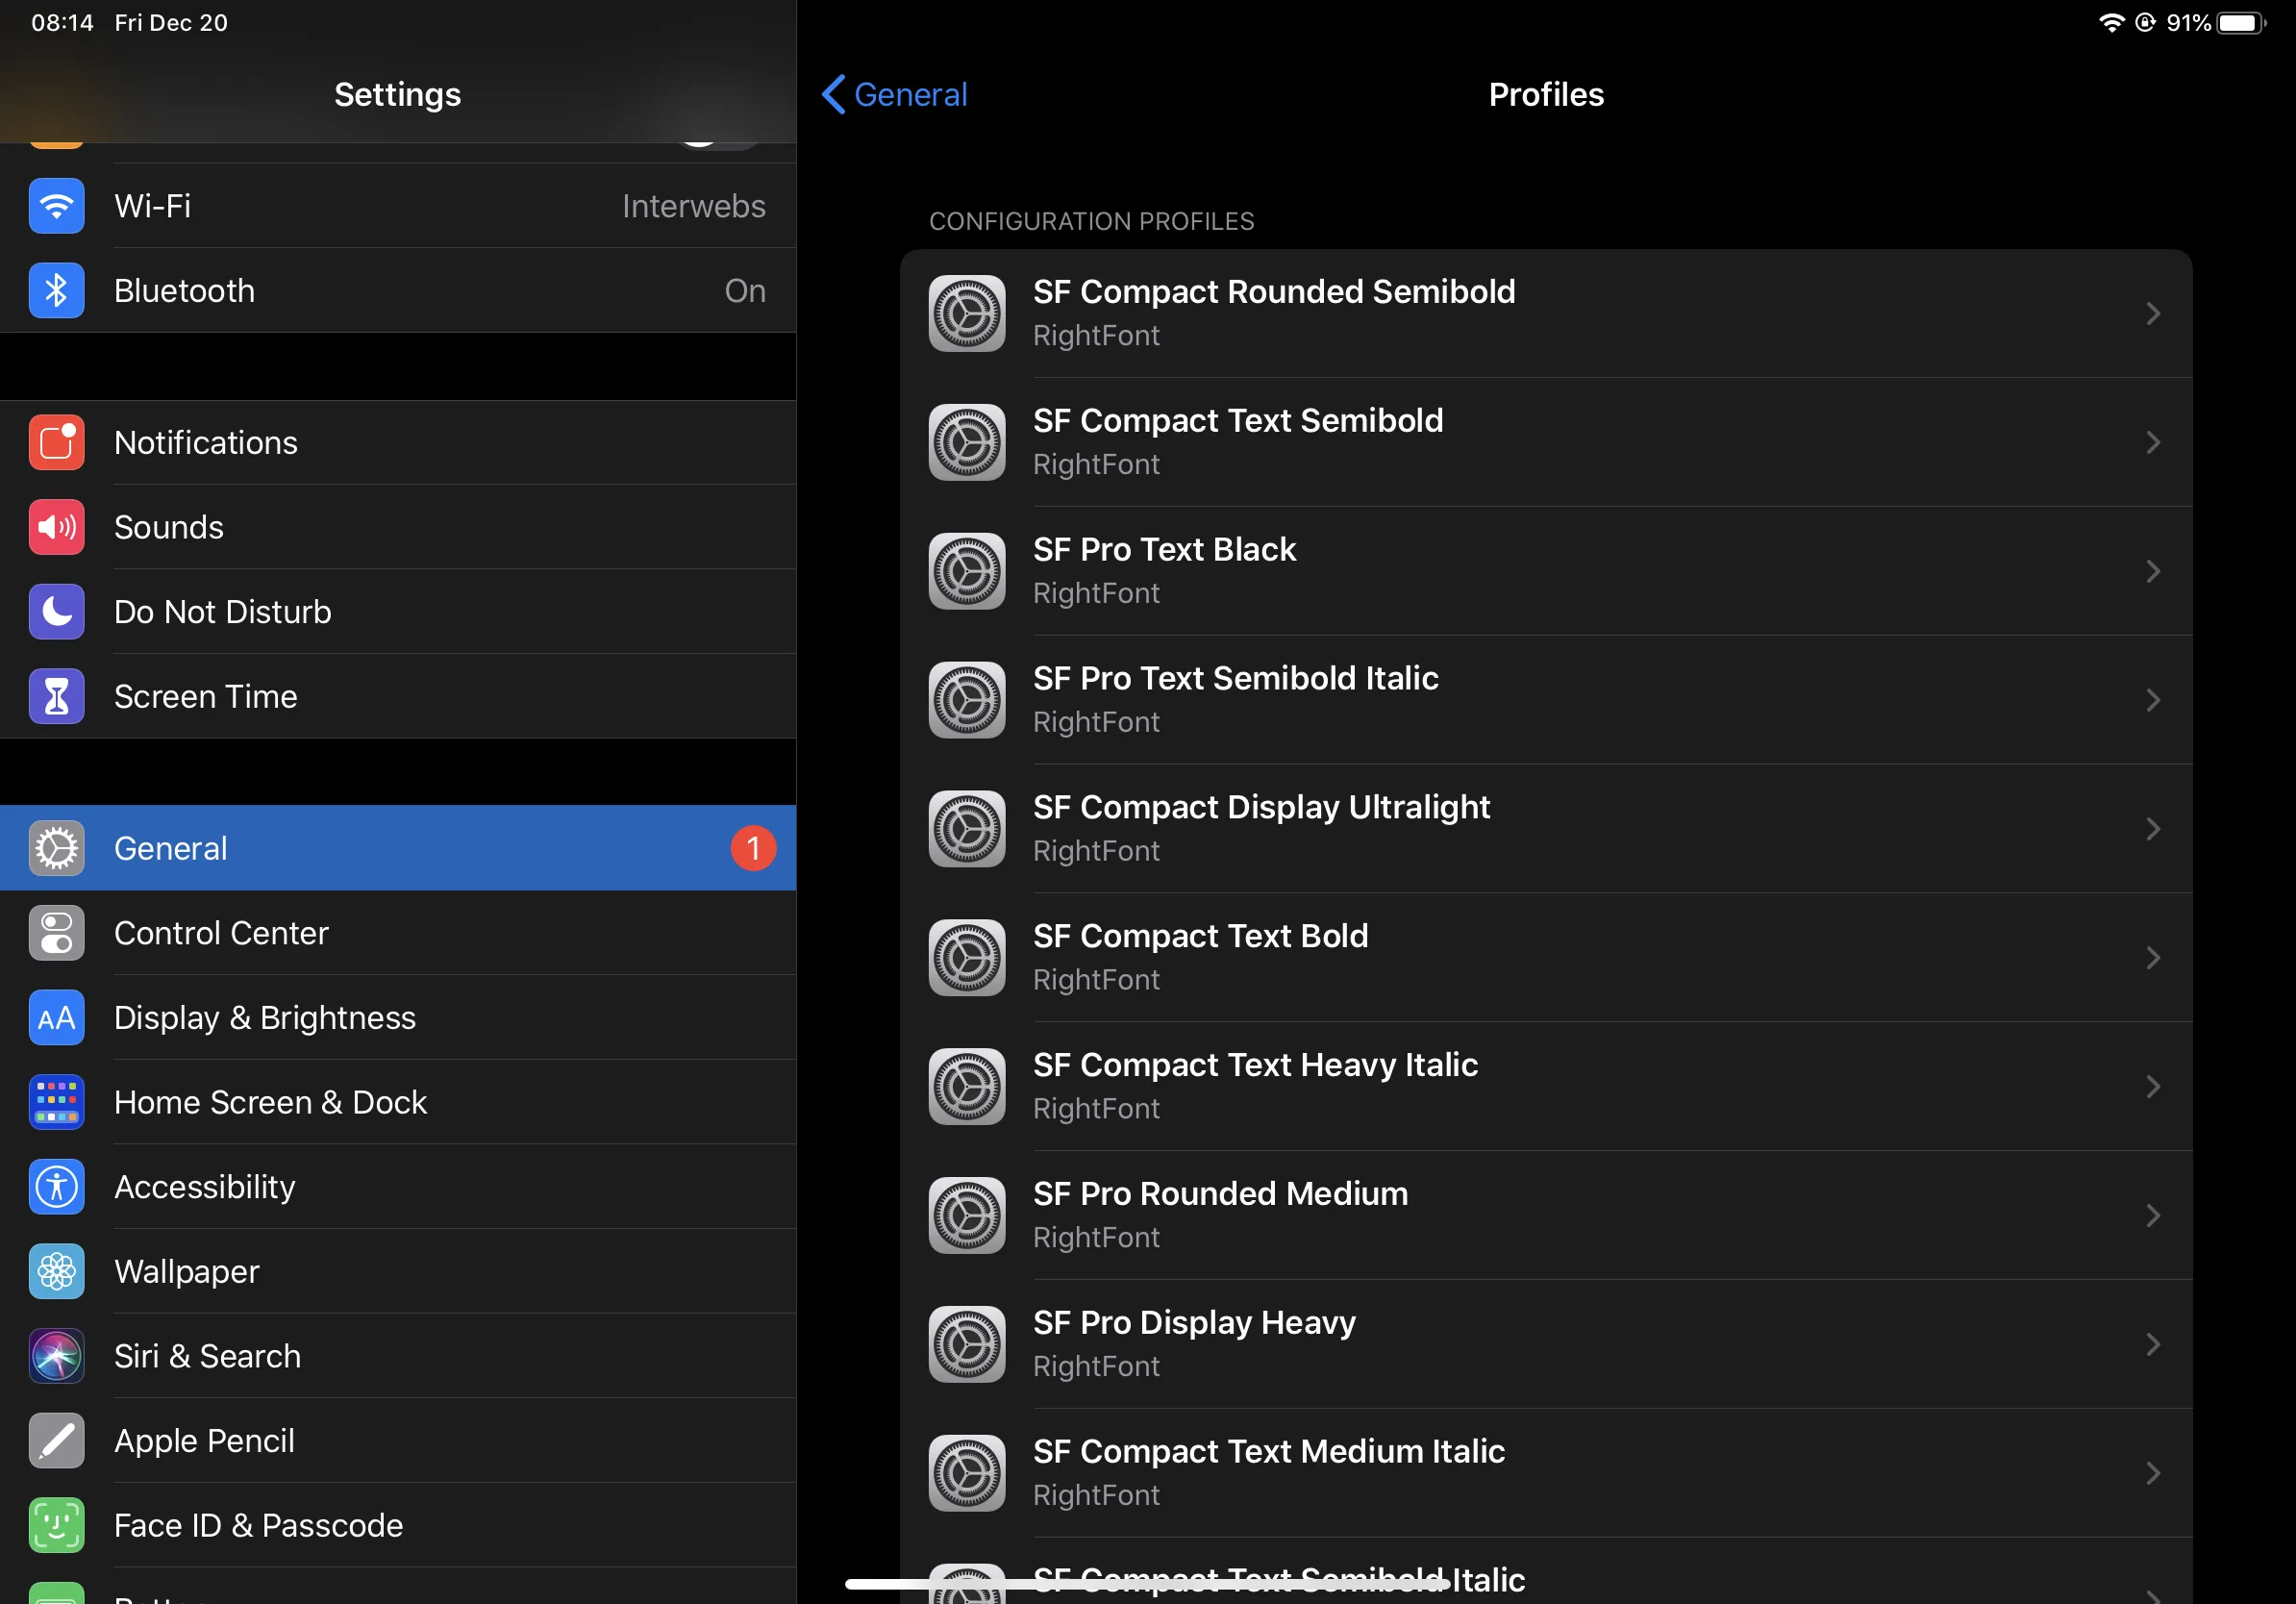 08:14 Fri Dec 20
91%
Settings
Wi-Fi Interwebs
Bluetooth On
Notifications
Sounds
Do Not Disturb
Screen Time
General 1
Control Center
AA Display & Brightness
Home Screen & Dock
Accessibility
Wallpaper
Siri & Search
Apple Pencil
Face ID & Passcode
General
Profiles
CONFIGURATION PROFILES
SF Compact Rounded Semibold
RightFont
SF Compact Text Semibold
RightFont
SF Pro Text Black
RightFont
SF Pro Text Semibold Italic
RightFont
SF Compact Display Ultralight
RightFont
SF Compact Text Bold
RightFont
SF Compact Text Heavy Italic
RightFont
SF Pro Rounded Medium
RightFont
SF Pro Display Heavy
RightFont
SF Compact Text Medium Italic
RightFont
SF Compact Text Semibold Italic